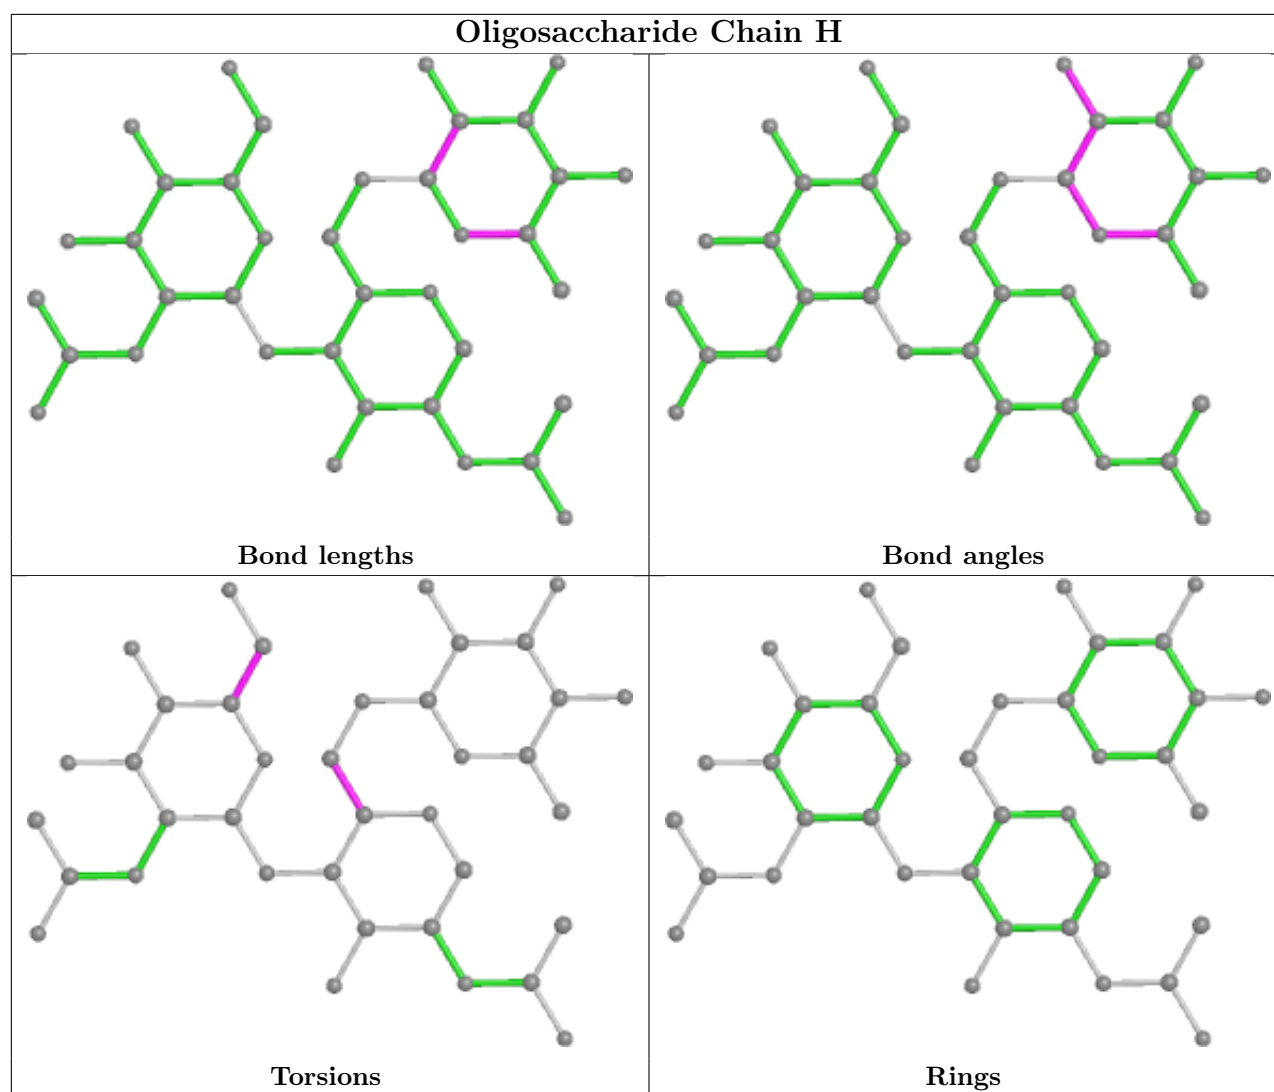 Oligosaccharide Chain H
Bond lengths
Bond angles
Torsions
Rings